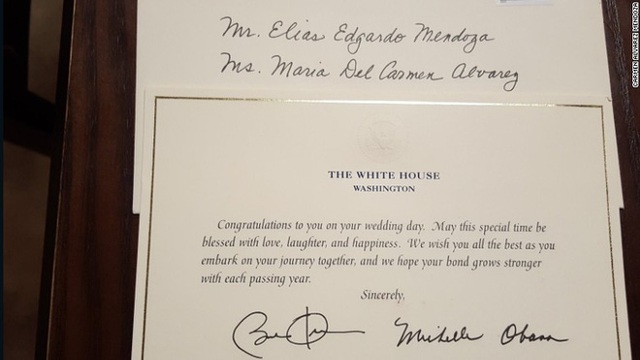 Mr. Elias Edgardo Mendoza
Ms. Maria Del Carmen Alvarez
THE WHITE HOUSE
WASHINGTON
Congratulations to you on your wedding day. May this special time be
blessed with love, laughter, and happiness. We wish you all the best as you
embark on your journey together, and we hope your bond grows stronger
with each passing year.
Sincerely,
Michelle Obama
CARMEN ALVAREZ MENDOZA